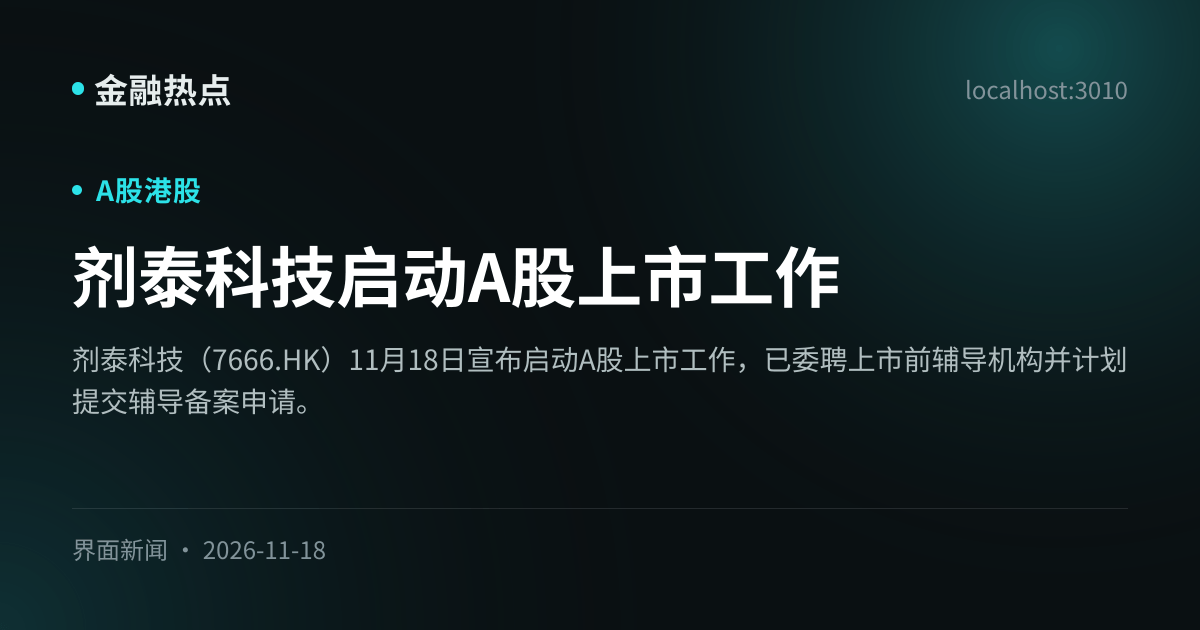 金融热点
localhost:3010
A股港股
剂泰科技启动A股上市工作
剂泰科技（7666.HK）11月18日宣布启动A股上市工作，已委聘上市前辅导机构并计划
提交辅导备案申请。
界面新闻 • 2026-11-18